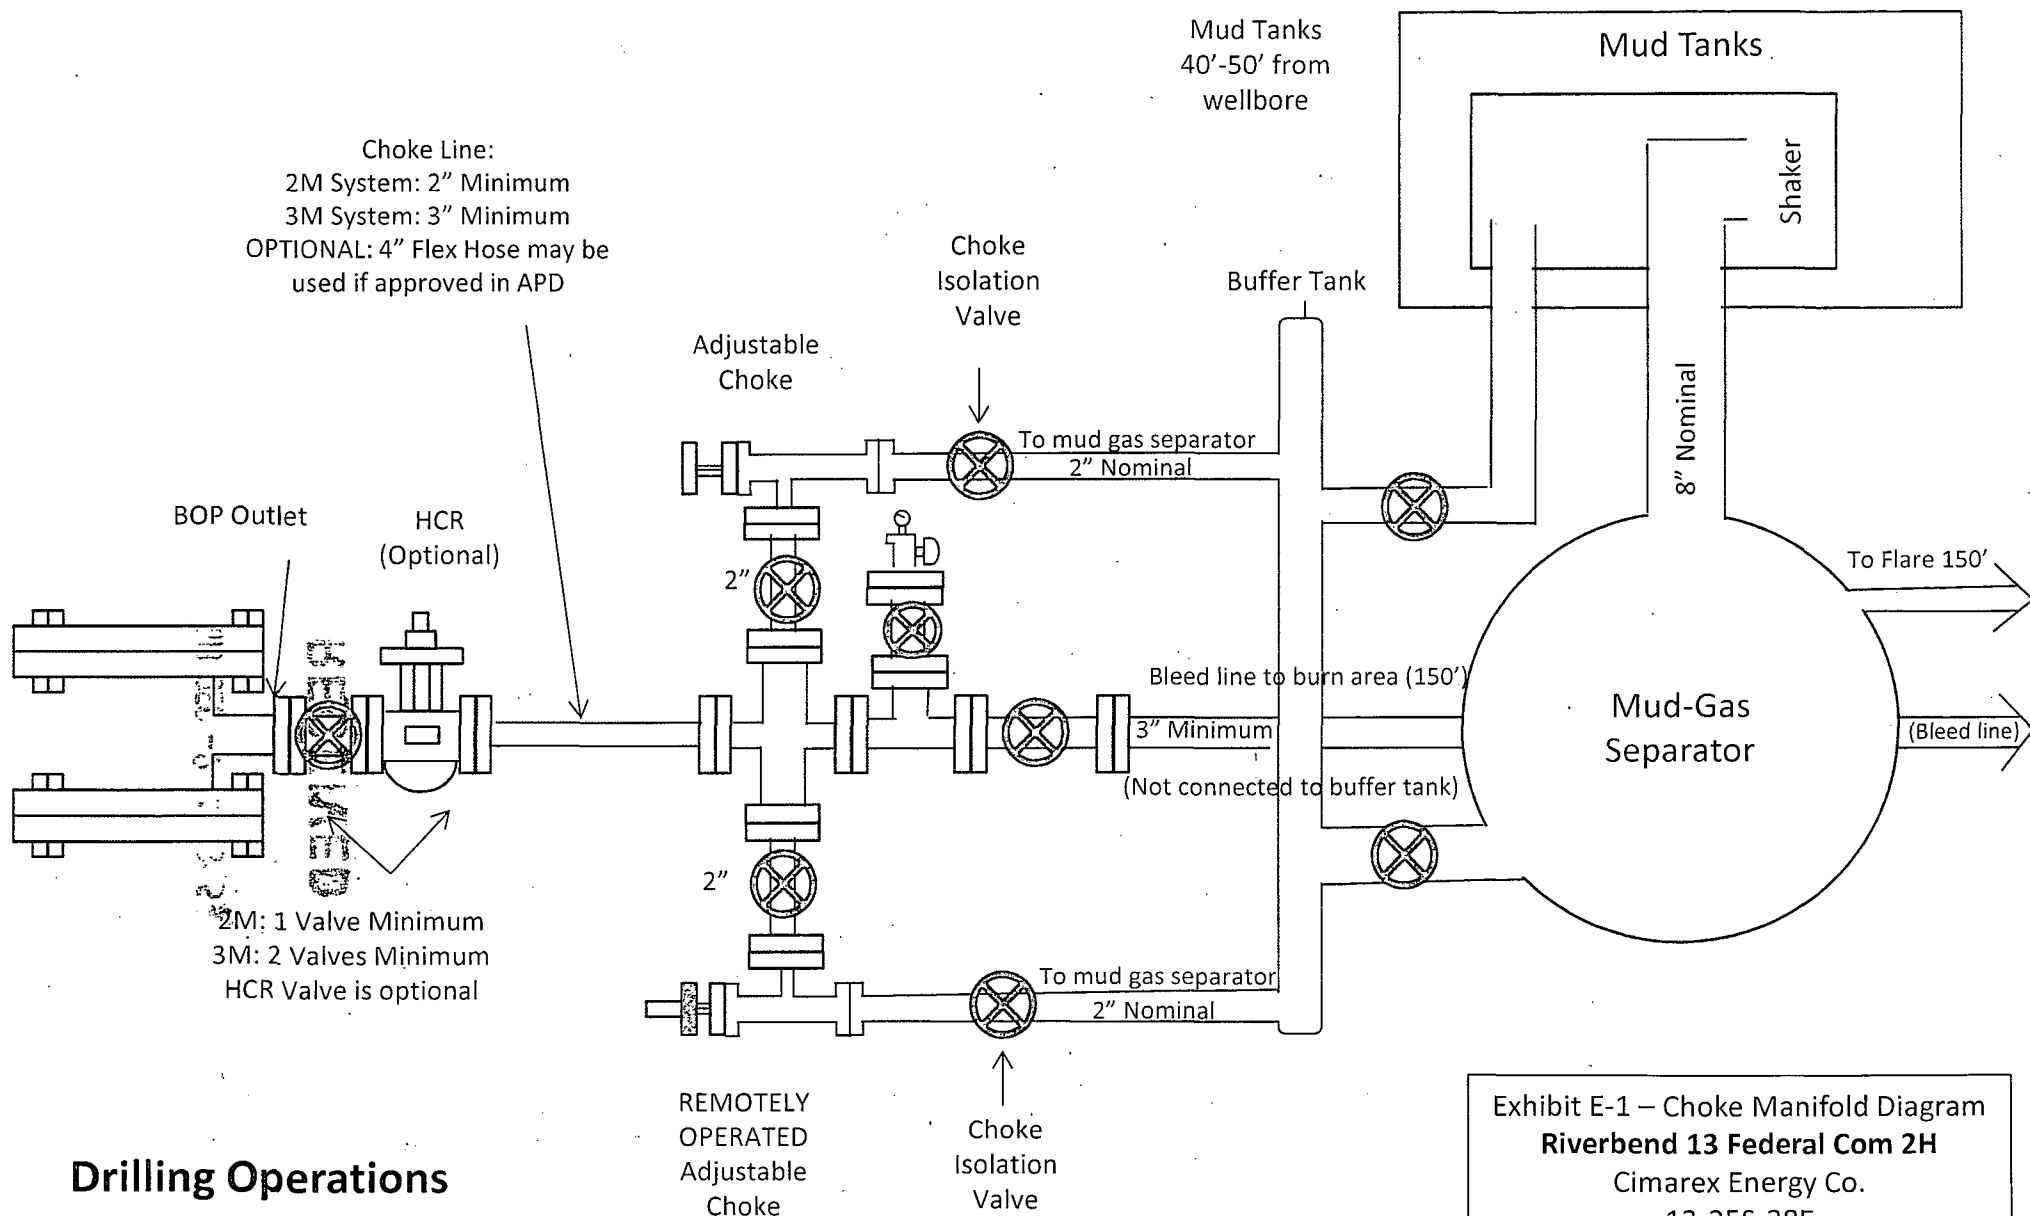 Mud Tanks
40’-50’ from
wellbore
Mud Tanks
Shaker
Choke Line:
2M System: 2” Minimum
3M System: 3” Minimum
OPTIONAL: 4” Flex Hose may be
used if approved in APD
Choke
Isolation
Valve
Buffer Tank
Adjustable
Choke
8” Nominal
To mud gas separator
2” Nominal
BOP Outlet
HCR
(Optional)
2”
To Flare 150’
Bleed line to burn area (150’)
3” Minimum
(Not connected to buffer tank)
Mud-Gas
Separator
(Bleed line)
2”
2M: 1 Valve Minimum
3M: 2 Valves Minimum
HCR Valve is optional
To mud gas separator
2” Nominal
REMOTELY
OPERATED
Adjustable
Choke
Choke
Isolation
Valve
Drilling Operations
Exhibit E-1 – Choke Manifold Diagram
Riverbend 13 Federal Com 2H
Cimarex Energy Co.